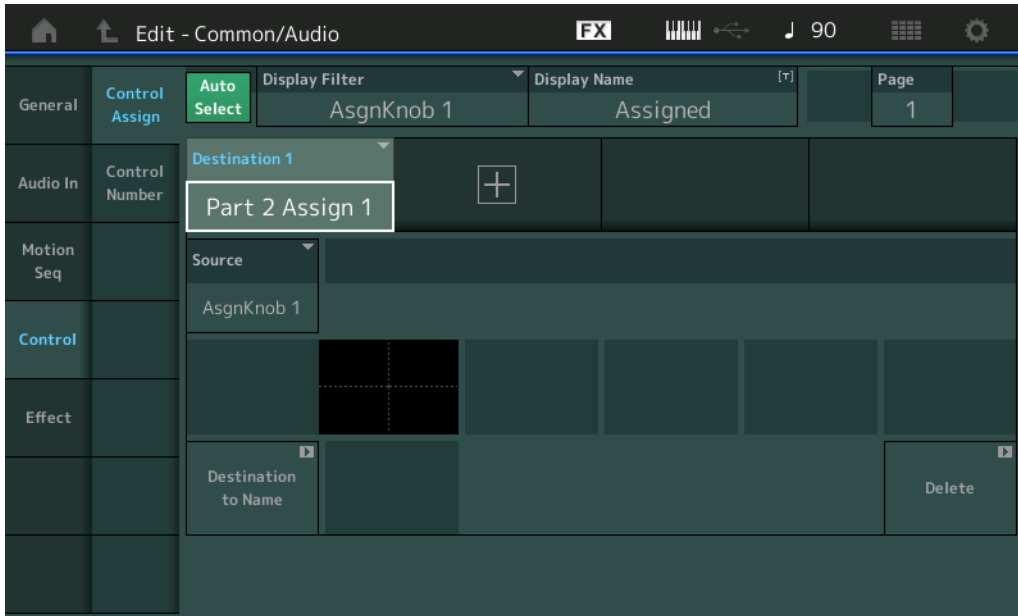 Edit - Common/Audio
FX
90
General
Control
Assign
Auto
Select
Display Filter
AsgnKnob 1
Display Name
[T]
Assigned
Page
1
Audio In
Control
Number
Destination 1
Part 2 Assign 1
Motion
Seq
Source
AsgnKnob 1
Control
Effect
Destination
to Name
Delete